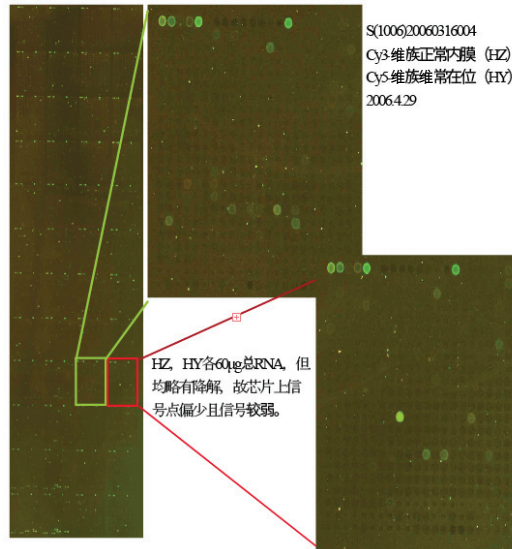 S(1006)20060316004
Cy3-维族正常内膜（HZ）
Cy5-维族维常在位（HY）
2006.4.29
HZ，HY各60μg总RNA，但
均略有降解，故芯片上信
号点偏少且信号较弱。